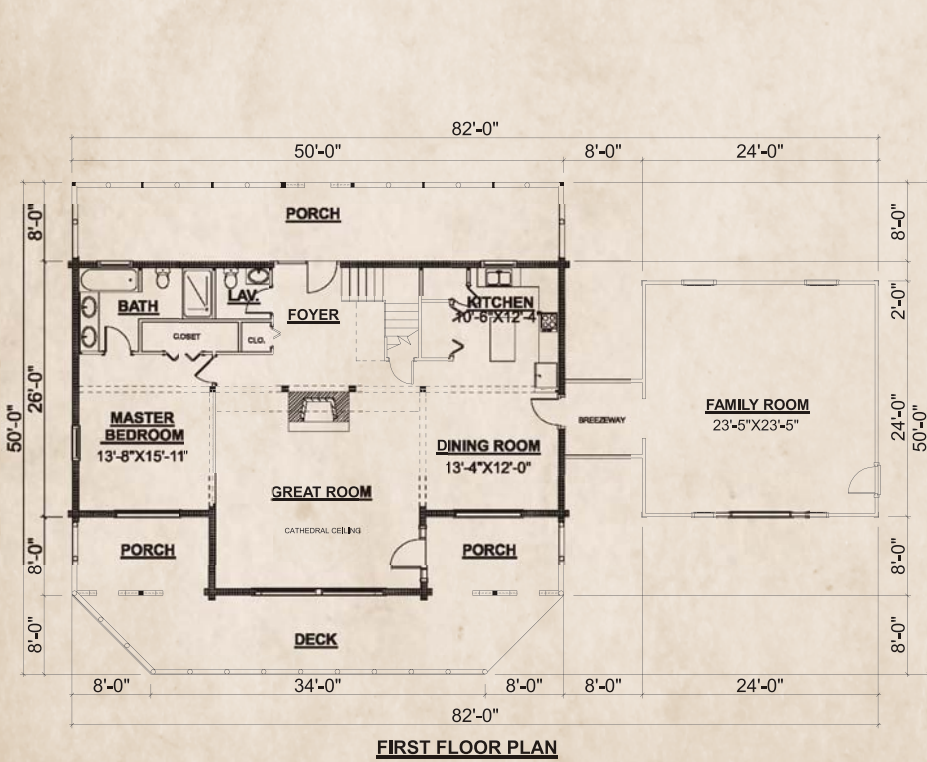 82'-0"
50'-0" 8'-0" 24'-0"
PORCH
8'-0" 8'-0"
BATH
LAV.
FOYER
KITCHEN
10'-6"X12'-4"
CLOSET
CLO.
2'-0"
26'-0"
50'-0"
MASTER
BEDROOM
13'-8"X15'-11"
DINING ROOM
13'-4"X12'-0"
BREEZEWAY
FAMILY ROOM
23'-5"X23'-5"
24'-0"
50'-0"
GREAT ROOM
CATHEDRAL CEILING
PORCH
PORCH
8'-0" 8'-0"
DECK
8'-0" 8'-0"
8'-0" 34'-0" 8'-0" 8'-0" 24'-0"
82'-0"
FIRST FLOOR PLAN